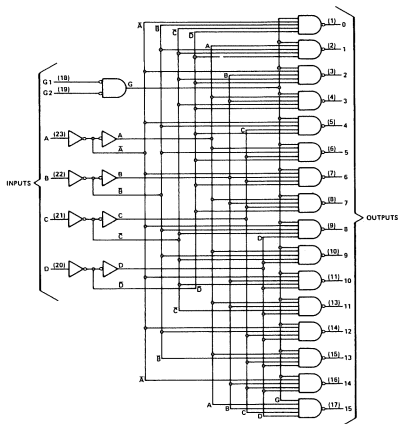 A̅ (1) 0
B̅
C̅
D̅ (2) 1
A
(3) 2
B
G1 (18)
G2 (19) G
(4) 3
(5) 4
C
A (23) A
A̅
(6) 5
B (22) B
B̅
(7) 6
INPUTS
(8) 7
C (21) C
C̅
D (9) 8
OUTPUTS
(10) 9
D (20) D
D̅
D̅
(11) 10
C̅ (13) 11
(14) 12
B̅ (15) 13
A̅ (16) 14
A G
B
C
D (17) 15